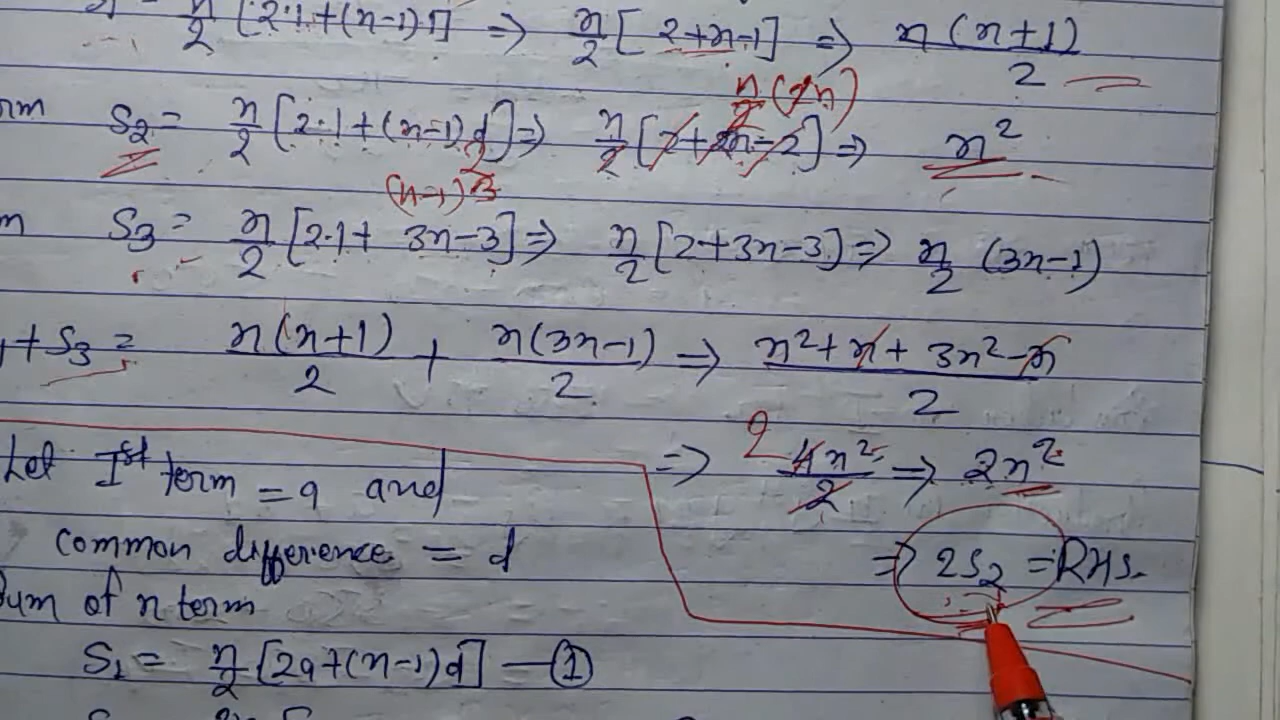 n/2 [2·1+(n-1)1] ⇒ n/2 [2+n-1] ⇒ n(n+1)/2
n/2 (2n)
S2 = n/2 [2·1+(n-1)d] ⇒ n/2 [2+2n-2] ⇒ n²
2
(n-1)3
S3 = n/2 [2·1+ 3n-3] ⇒ n/2 [2+3n-3] ⇒ n/2 (3n-1)
+S3 = n(n+1)/2 + n(3n-1)/2 ⇒ n²+n+3n²-n/2
⇒ 2 4n²/2 ⇒ 2n²
Let Ist term = a and
common difference = d
⇒ 2S2 = RHS.
Sum of n term
S1 = n/2 [2a+(n-1)d] —①